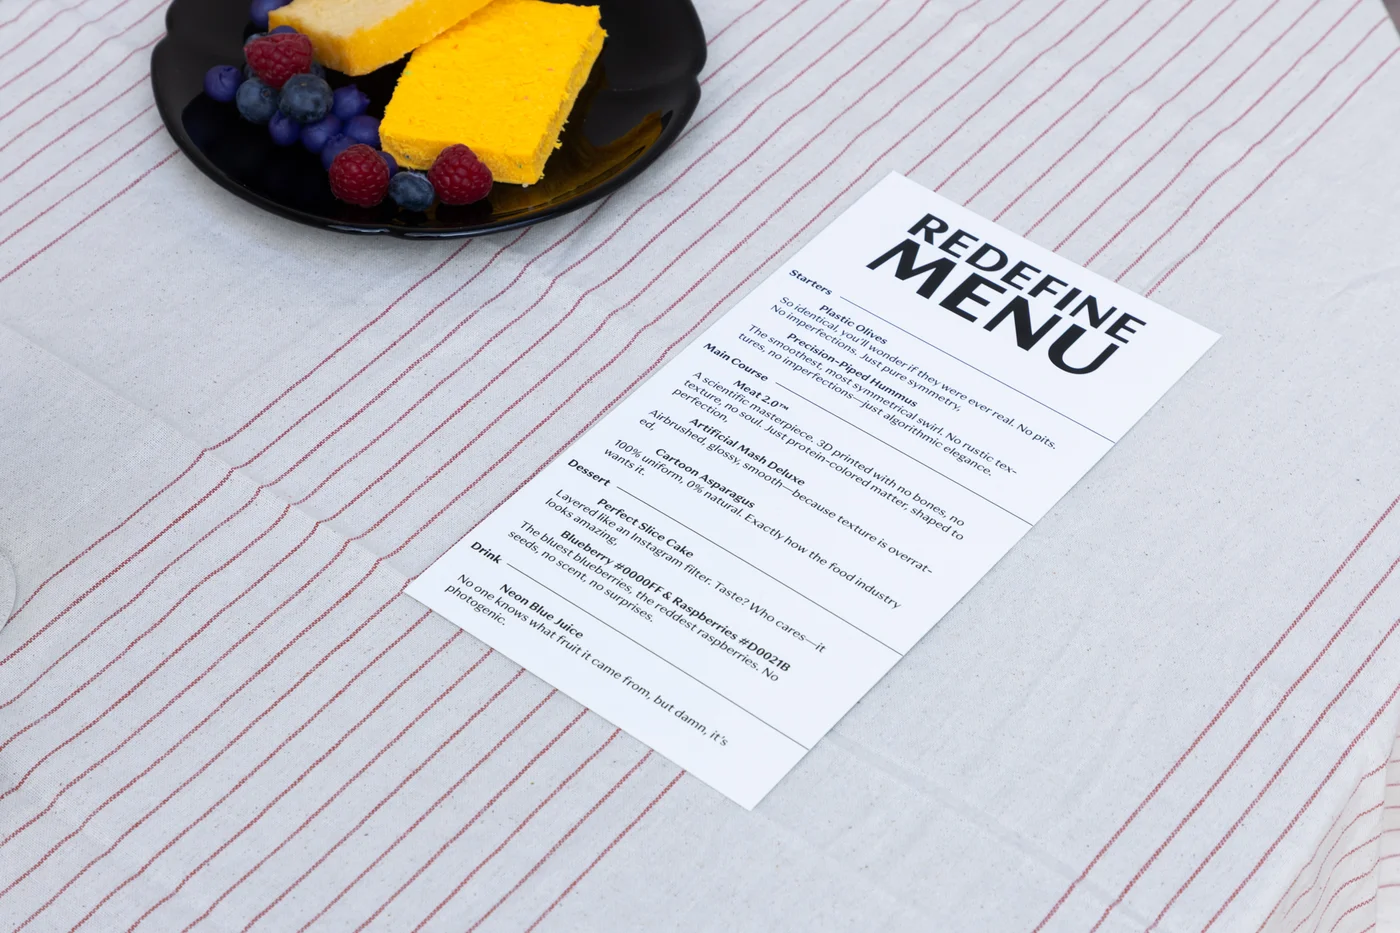 REDEFINE
MENU
Starters
Plastic Olives
So identical, you'll wonder if they were ever real. No pits.
No imperfections. Just pure symmetry,
Precision-Piped Hummus
The smoothest, most symmetrical swirl. No rustic tex-
tures, no imperfections—just algorithmic elegance.
Main Course
Meat 2.0™
A scientific masterpiece. 3D printed with no bones, no
texture, no soul. Just protein-colored matter, shaped to
perfection,
Artificial Mash Deluxe
Airbrushed, glossy, smooth—because texture is overrat-
ed.
Cartoon Asparagus
100% uniform, 0% natural. Exactly how the food industry
wants it.
Dessert
Perfect Slice Cake
Layered like an Instagram filter. Taste? Who cares—it
looks amazing,
Blueberry #0000FF & Raspberries #D0021B
The bluest blueberries, the reddest raspberries. No
seeds, no scent, no surprises.
Drink
Neon Blue Juice
No one knows what fruit it came from, but damn, it's
photogenic.